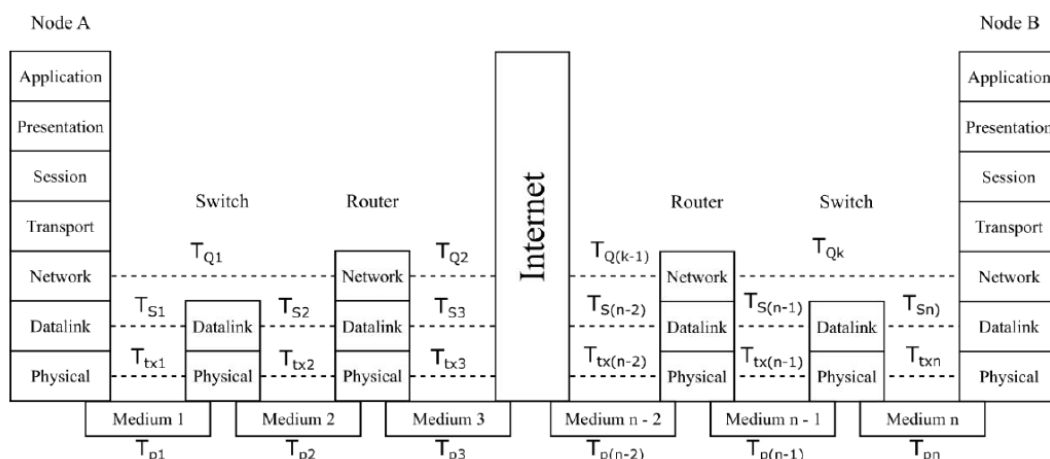 Node A
Node B
Application
Application
Presentation
Presentation
Session
Session
Switch
Router
Internet
Router
Switch
Transport
Transport
T_Q1
T_Q2
T_Q(k-1)
T_Qk
Network
Network
Network
Network
T_S1
T_S2
T_S3
T_S(n-2)
T_S(n-1)
T_Sn)
Datalink
Datalink
Datalink
Datalink
Datalink
Datalink
T_tx1
T_tx2
T_tx3
T_tx(n-2)
T_tx(n-1)
T_txn
Physical
Physical
Physical
Physical
Physical
Physical
Medium 1
Medium 2
Medium 3
Medium n - 2
Medium n - 1
Medium n
T_p1
T_p2
T_p3
T_p(n-2)
T_p(n-1)
T_pn